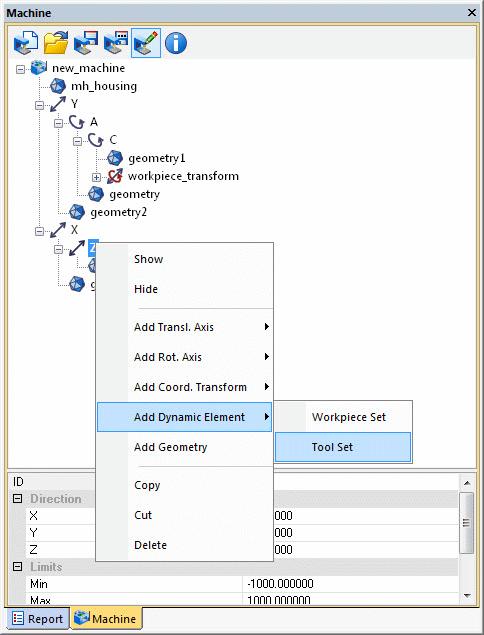 Machine
new_machine
mh_housing
Y
A
C
geometry1
workpiece_transform
geometry
geometry2
X
Z
Show
Hide
Add Transl. Axis
Add Rot. Axis
Add Coord. Transform
Add Dynamic Element
Workpiece Set
Add Geometry
Tool Set
Copy
Cut
Delete
ID
Direction
X 000
Y 000
Z 000
Limits
Min -1000.000000
Max 1000.000000
Report Machine